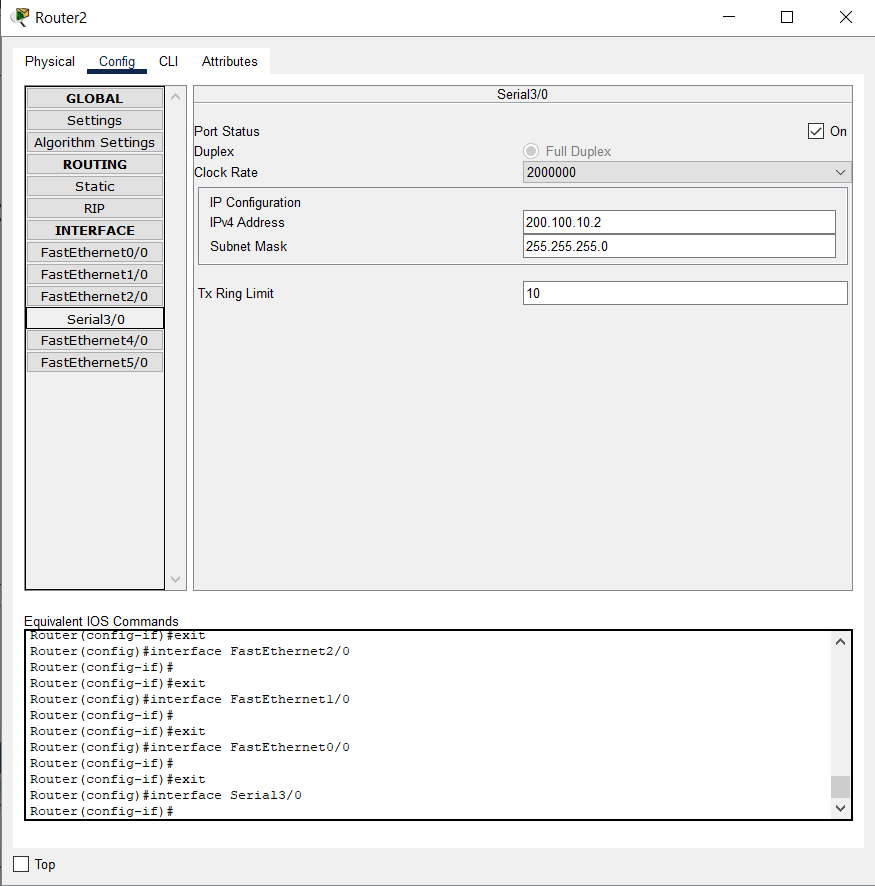 Router2
Physical Config CLI Attributes
GLOBAL
Settings
Algorithm Settings
ROUTING
Static
RIP
INTERFACE
FastEthernet0/0
FastEthernet1/0
FastEthernet2/0
Serial3/0
FastEthernet4/0
FastEthernet5/0
Serial3/0
Port Status On
Duplex Full Duplex
Clock Rate 2000000
IP Configuration
IPv4 Address 200.100.10.2
Subnet Mask 255.255.255.0
Tx Ring Limit 10
Equivalent IOS Commands
Router(config-if)#exit
Router(config)#interface FastEthernet2/0
Router(config-if)#
Router(config-if)#exit
Router(config)#interface FastEthernet1/0
Router(config-if)#
Router(config-if)#exit
Router(config)#interface FastEthernet0/0
Router(config-if)#
Router(config-if)#exit
Router(config)#interface Serial3/0
Router(config-if)#
Top